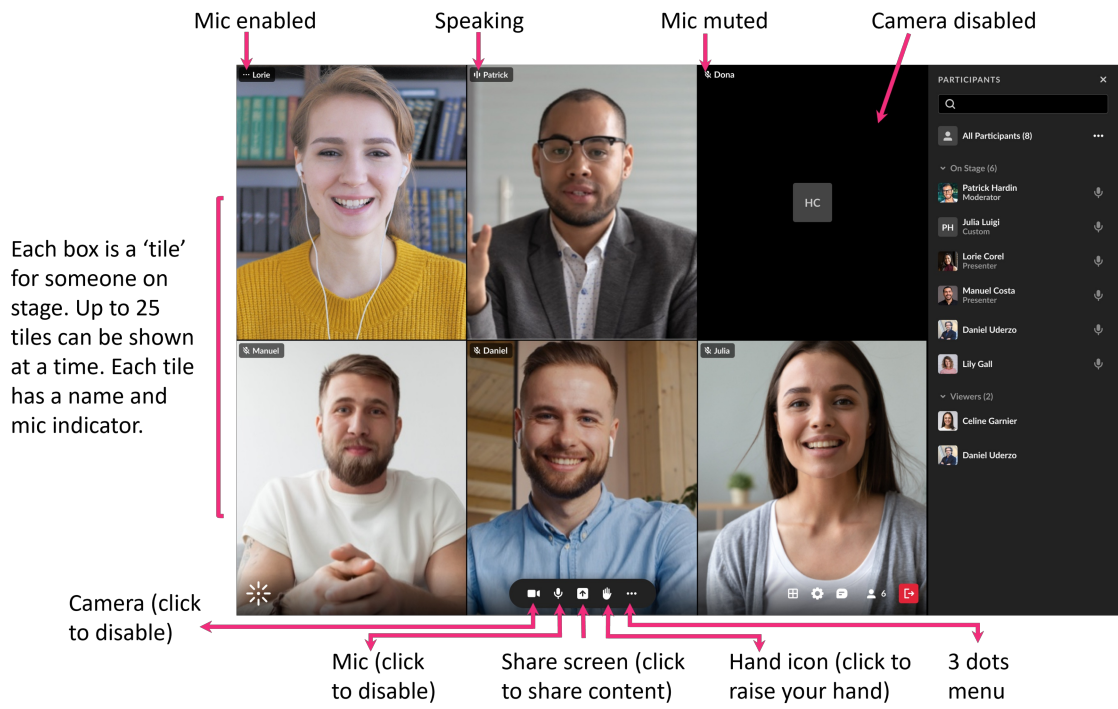 Mic enabled
Speaking
Mic muted
Camera disabled
Lorie
Patrick
Dona
HC
Manuel
Daniel
Julia
6
PARTICIPANTS
All Participants (8)
On Stage (6)
Patrick Hardin
Moderator
PH
Julia Luigi
Custom
Lorie Corel
Presenter
Manuel Costa
Presenter
Daniel Uderzo
Lily Gall
Viewers (2)
Celine Garnier
Daniel Uderzo
Each box is a ‘tile’
for someone on
stage. Up to 25
tiles can be shown
at a time. Each tile
has a name and
mic indicator.
Camera (click
to disable)
Mic (click
to disable)
Share screen (click
to share content)
Hand icon (click to
raise your hand)
3 dots
menu